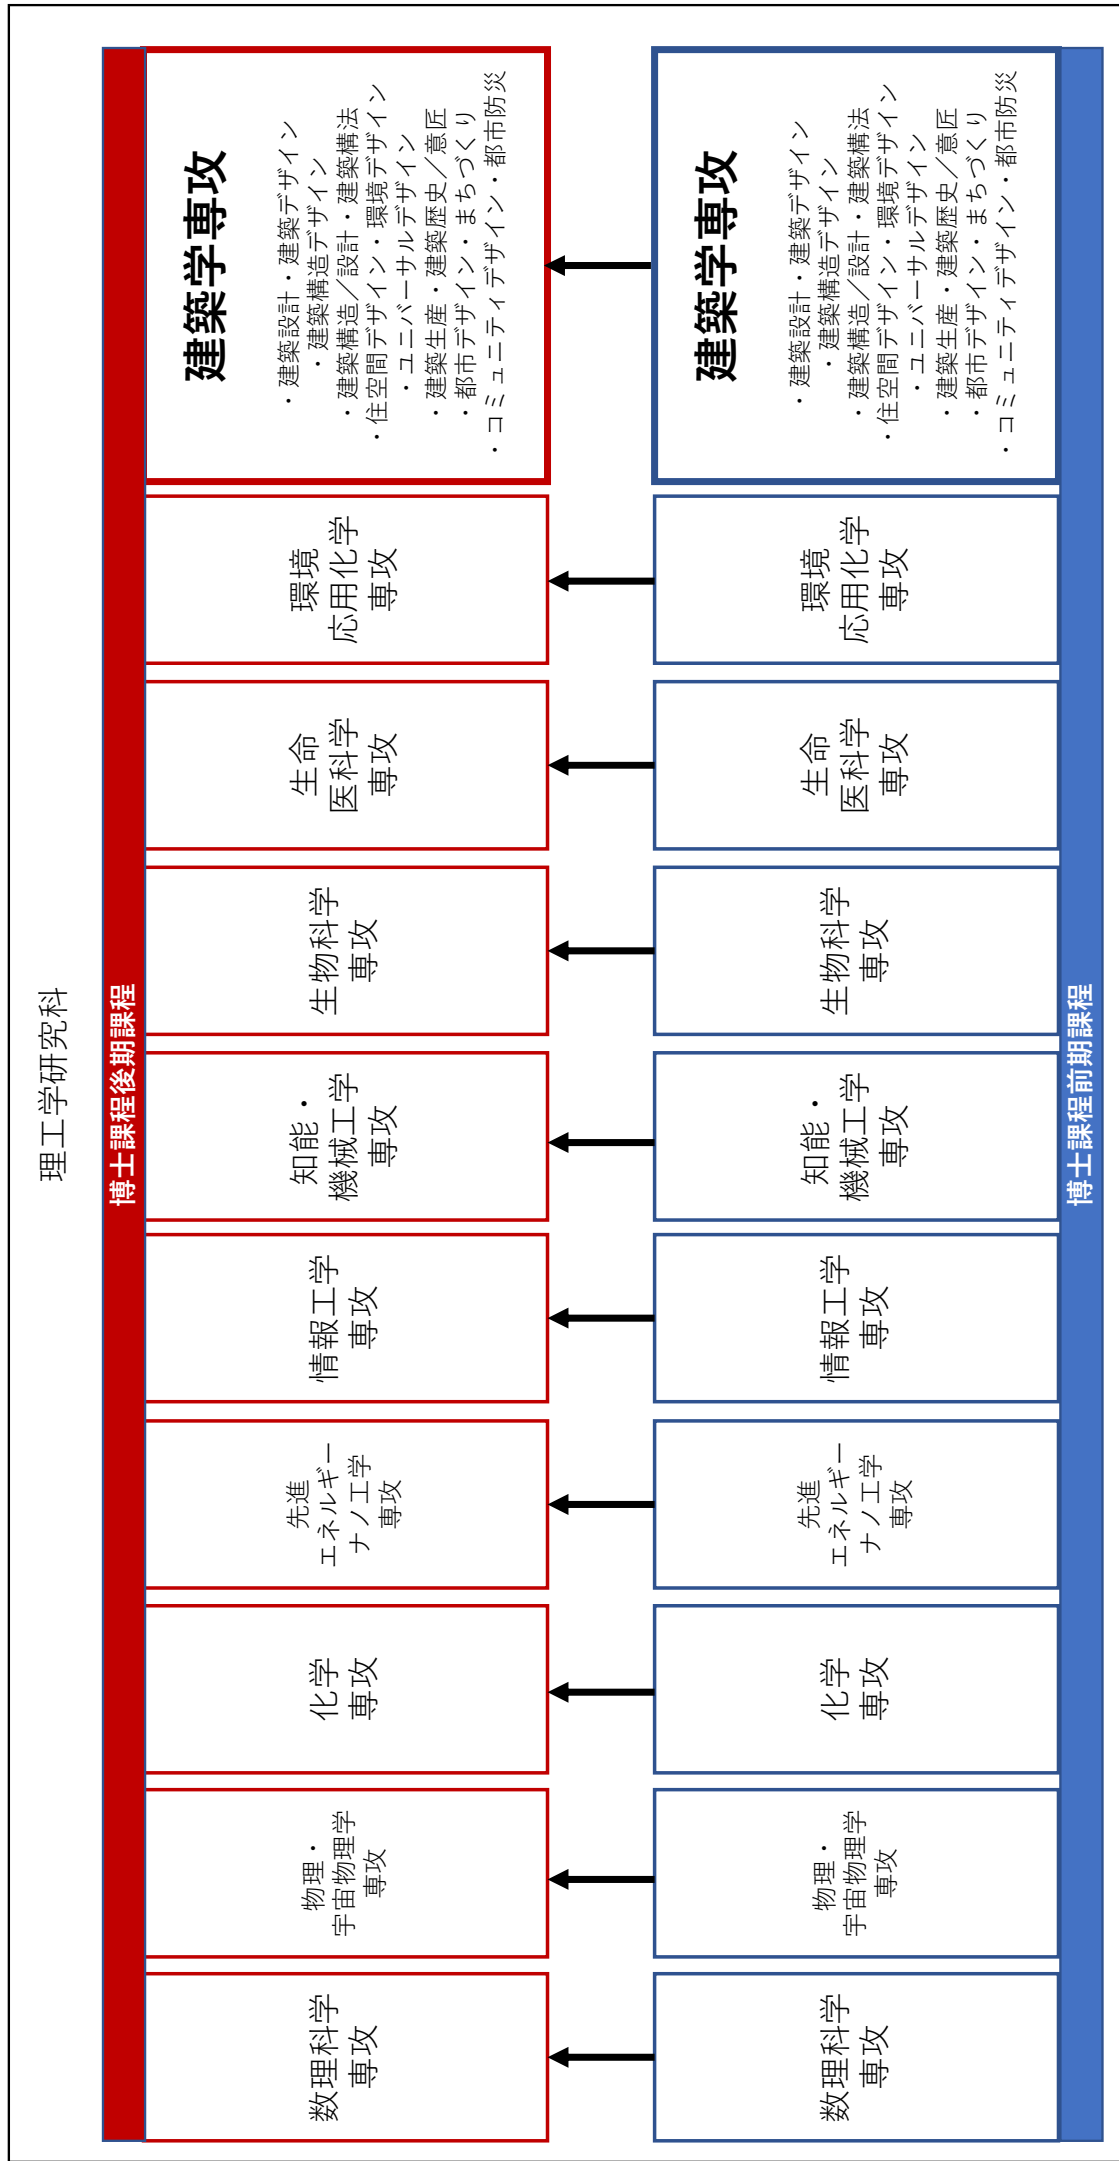 理工学研究科
博士課程後期課程
数理科学
専攻
物理・
宇宙物理学
専攻
化学
専攻
先進
エネルギー
ナノ工学
専攻
情報工学
専攻
知能・
機械工学
専攻
生物科学
専攻
生命
医科学
専攻
環境
応用化学
専攻
建築学専攻
・建築設計・建築デザイン
・建築構造デザイン
・建築構造／設計・建築構法
・住空間デザイン・環境デザイン
・ユニバーサルデザイン
・建築生産・建築歴史／意匠
・都市デザイン・まちづくり
・コミュニティデザイン・都市防災
数理科学
専攻
物理・
宇宙物理学
専攻
化学
専攻
先進
エネルギー
ナノ工学
専攻
情報工学
専攻
知能・
機械工学
専攻
生物科学
専攻
生命
医科学
専攻
環境
応用化学
専攻
建築学専攻
・建築設計・建築デザイン
・建築構造デザイン
・建築構造／設計・建築構法
・住空間デザイン・環境デザイン
・ユニバーサルデザイン
・建築生産・建築歴史／意匠
・都市デザイン・まちづくり
・コミュニティデザイン・都市防災
博士課程前期課程